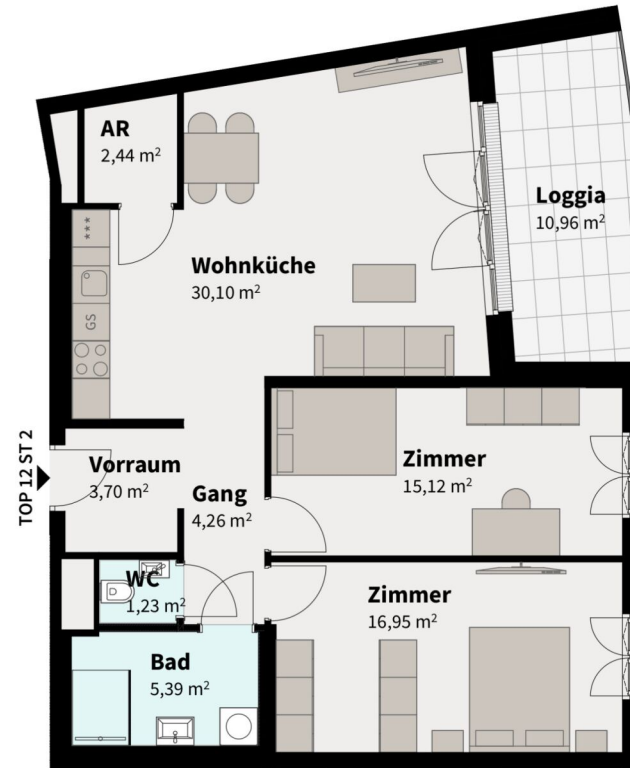 AR
2,44 m²
Loggia
10,96 m²
Wohnküche
30,10 m²
***
GS
TOP 12 ST 2
Vorraum
3,70 m²
Gang
4,26 m²
Zimmer
15,12 m²
WC
1,23 m²
Zimmer
16,95 m²
Bad
5,39 m²